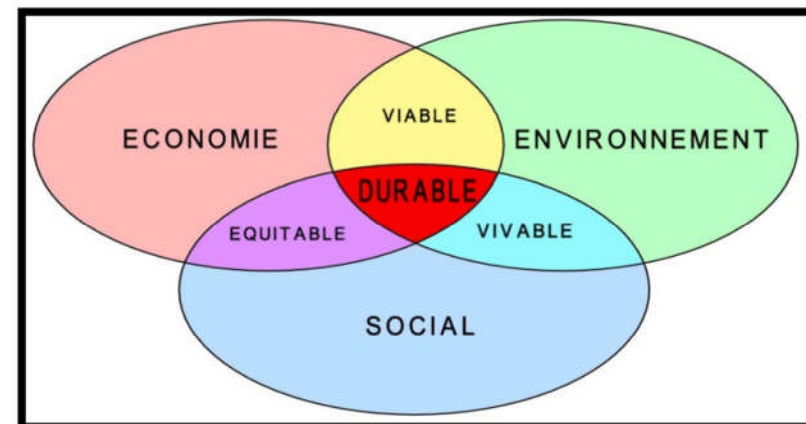 VIABLE
ECONOMIE
ENVIRONNEMENT
DURABLE
EQUITABLE
VIVABLE
SOCIAL